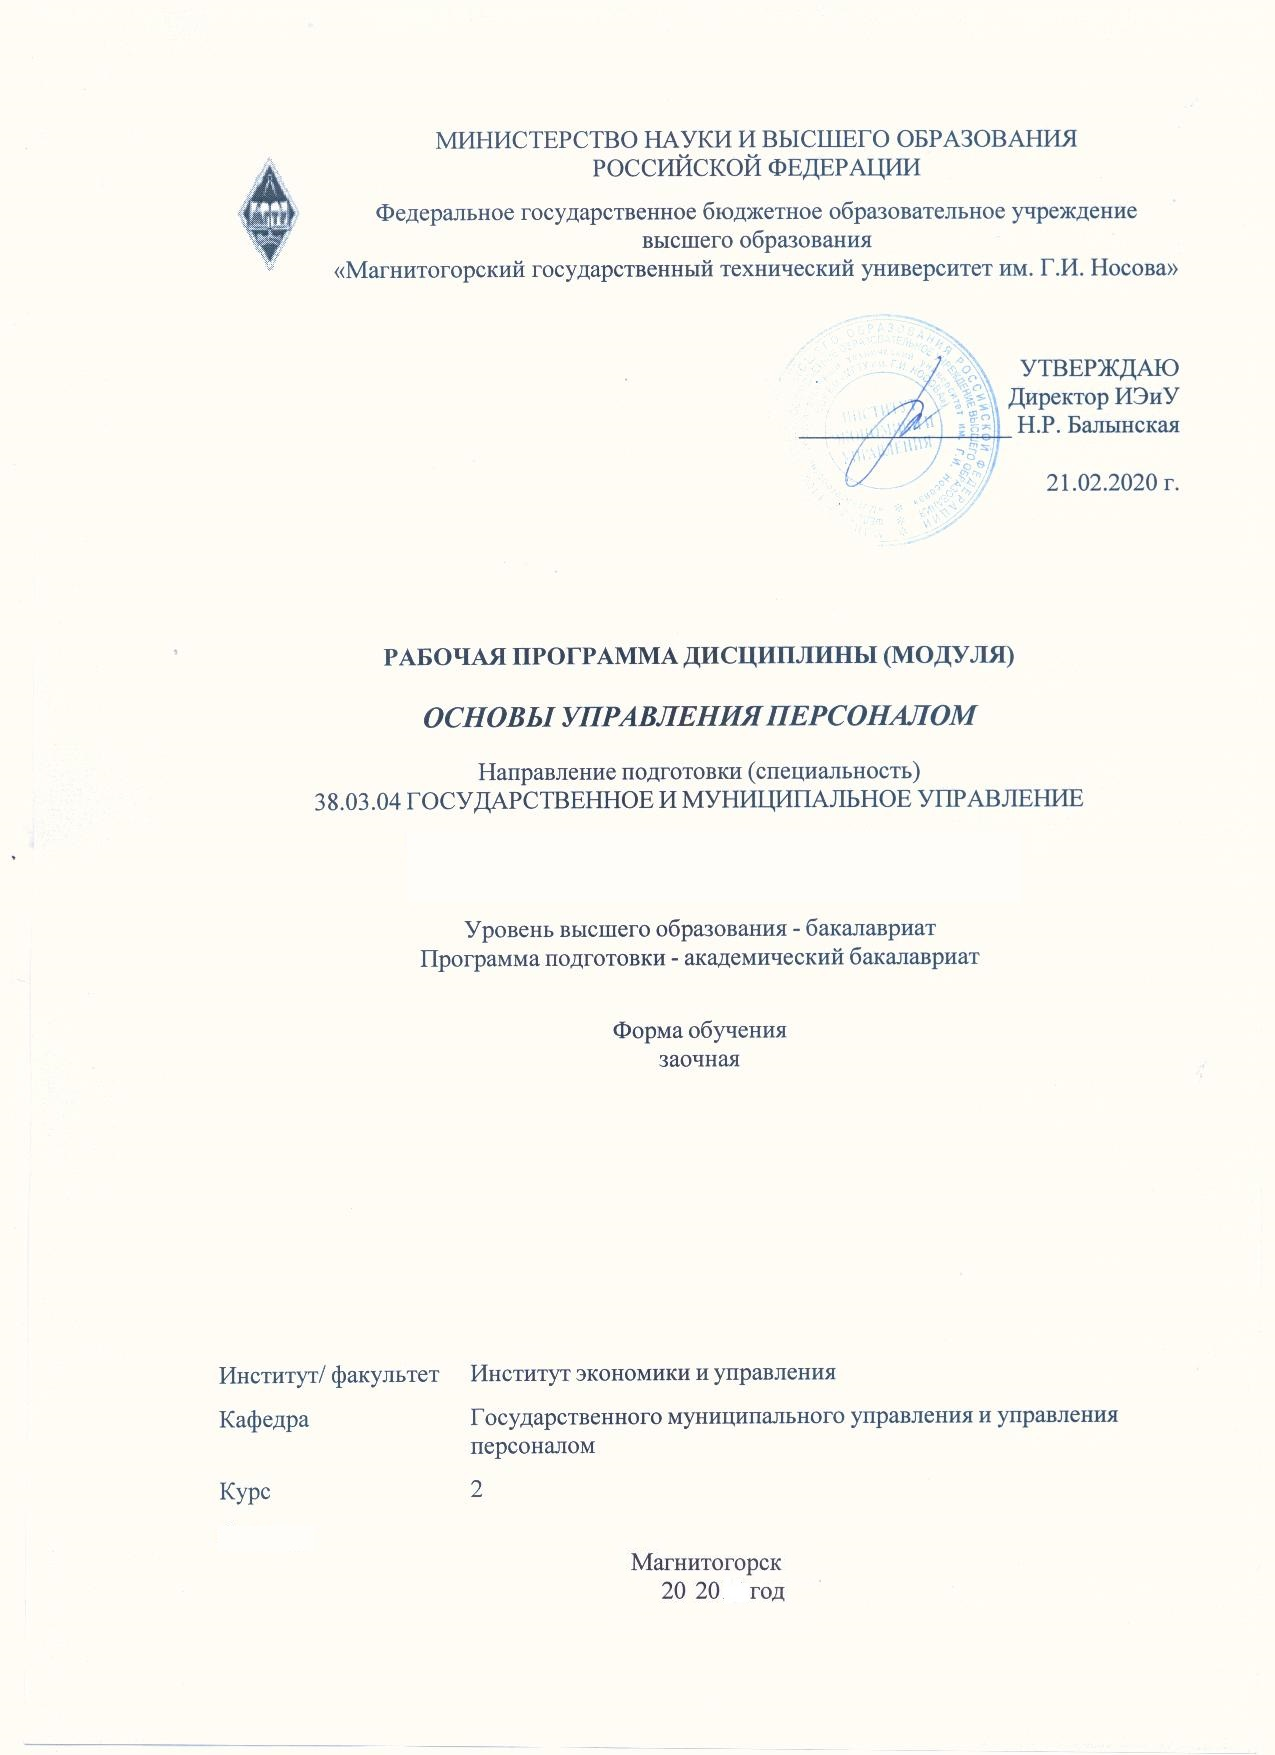 МИНИСТЕРСТВО НАУКИ И ВЫСШЕГО ОБРАЗОВАНИЯ
РОССИЙСКОЙ ФЕДЕРАЦИИ
Федеральное государственное бюджетное образовательное учреждение
высшего образования
«Магнитогорский государственный технический университет им. Г.И. Носова»
УТВЕРЖДАЮ
Директор ИЭиУ
Н.Р. Балынская
21.02.2020 г.
ИНСТИТУТ
ЭКОНОМИКИ И
УПРАВЛЕНИЯ
РАБОЧАЯ ПРОГРАММА ДИСЦИПЛИНЫ (МОДУЛЯ)
ОСНОВЫ УПРАВЛЕНИЯ ПЕРСОНАЛОМ
Направление подготовки (специальность)
38.03.04 ГОСУДАРСТВЕННОЕ И МУНИЦИПАЛЬНОЕ УПРАВЛЕНИЕ
Уровень высшего образования - бакалавриат
Программа подготовки - академический бакалавриат
Форма обучения
заочная
Институт/ факультет Институт экономики и управления
Кафедра Государственного муниципального управления и управления
персоналом
Курс 2
Магнитогорск
20 20 год